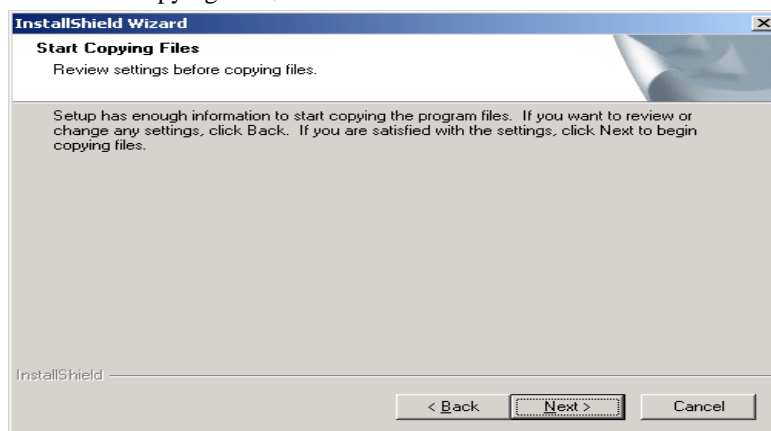 InstallShield Wizard
Start Copying Files
Review settings before copying files.
Setup has enough information to start copying the program files. If you want to review or
change any settings, click Back. If you are satisfied with the settings, click Next to begin
copying files.
InstallShield
< Back Next > Cancel